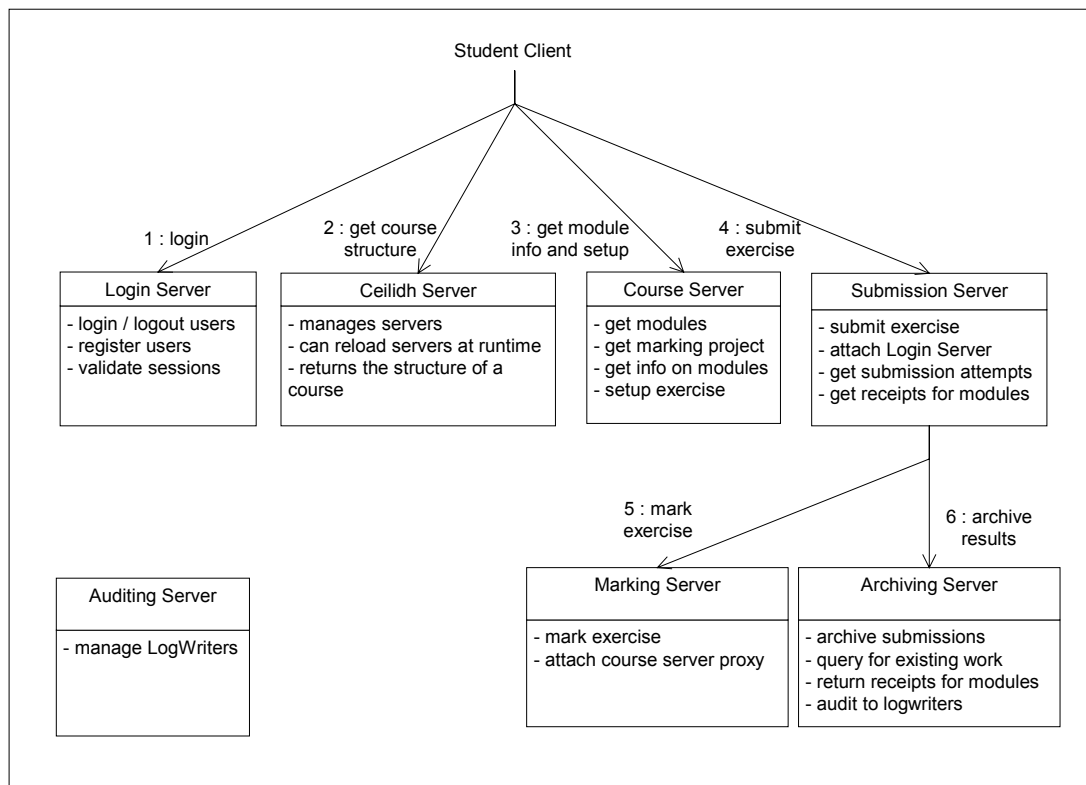 Student Client
1 : login
2 : get course
structure
3 : get module
info and setup
4 : submit
exercise
Login Server
- login / logout users
- register users
- validate sessions
Ceilidh Server
- manages servers
- can reload servers at runtime
- returns the structure of a
course
Course Server
- get modules
- get marking project
- get info on modules
- setup exercise
Submission Server
- submit exercise
- attach Login Server
- get submission attempts
- get receipts for modules
5 : mark
exercise
6 : archive
results
Auditing Server
- manage LogWriters
Marking Server
- mark exercise
- attach course server proxy
Archiving Server
- archive submissions
- query for existing work
- return receipts for modules
- audit to logwriters